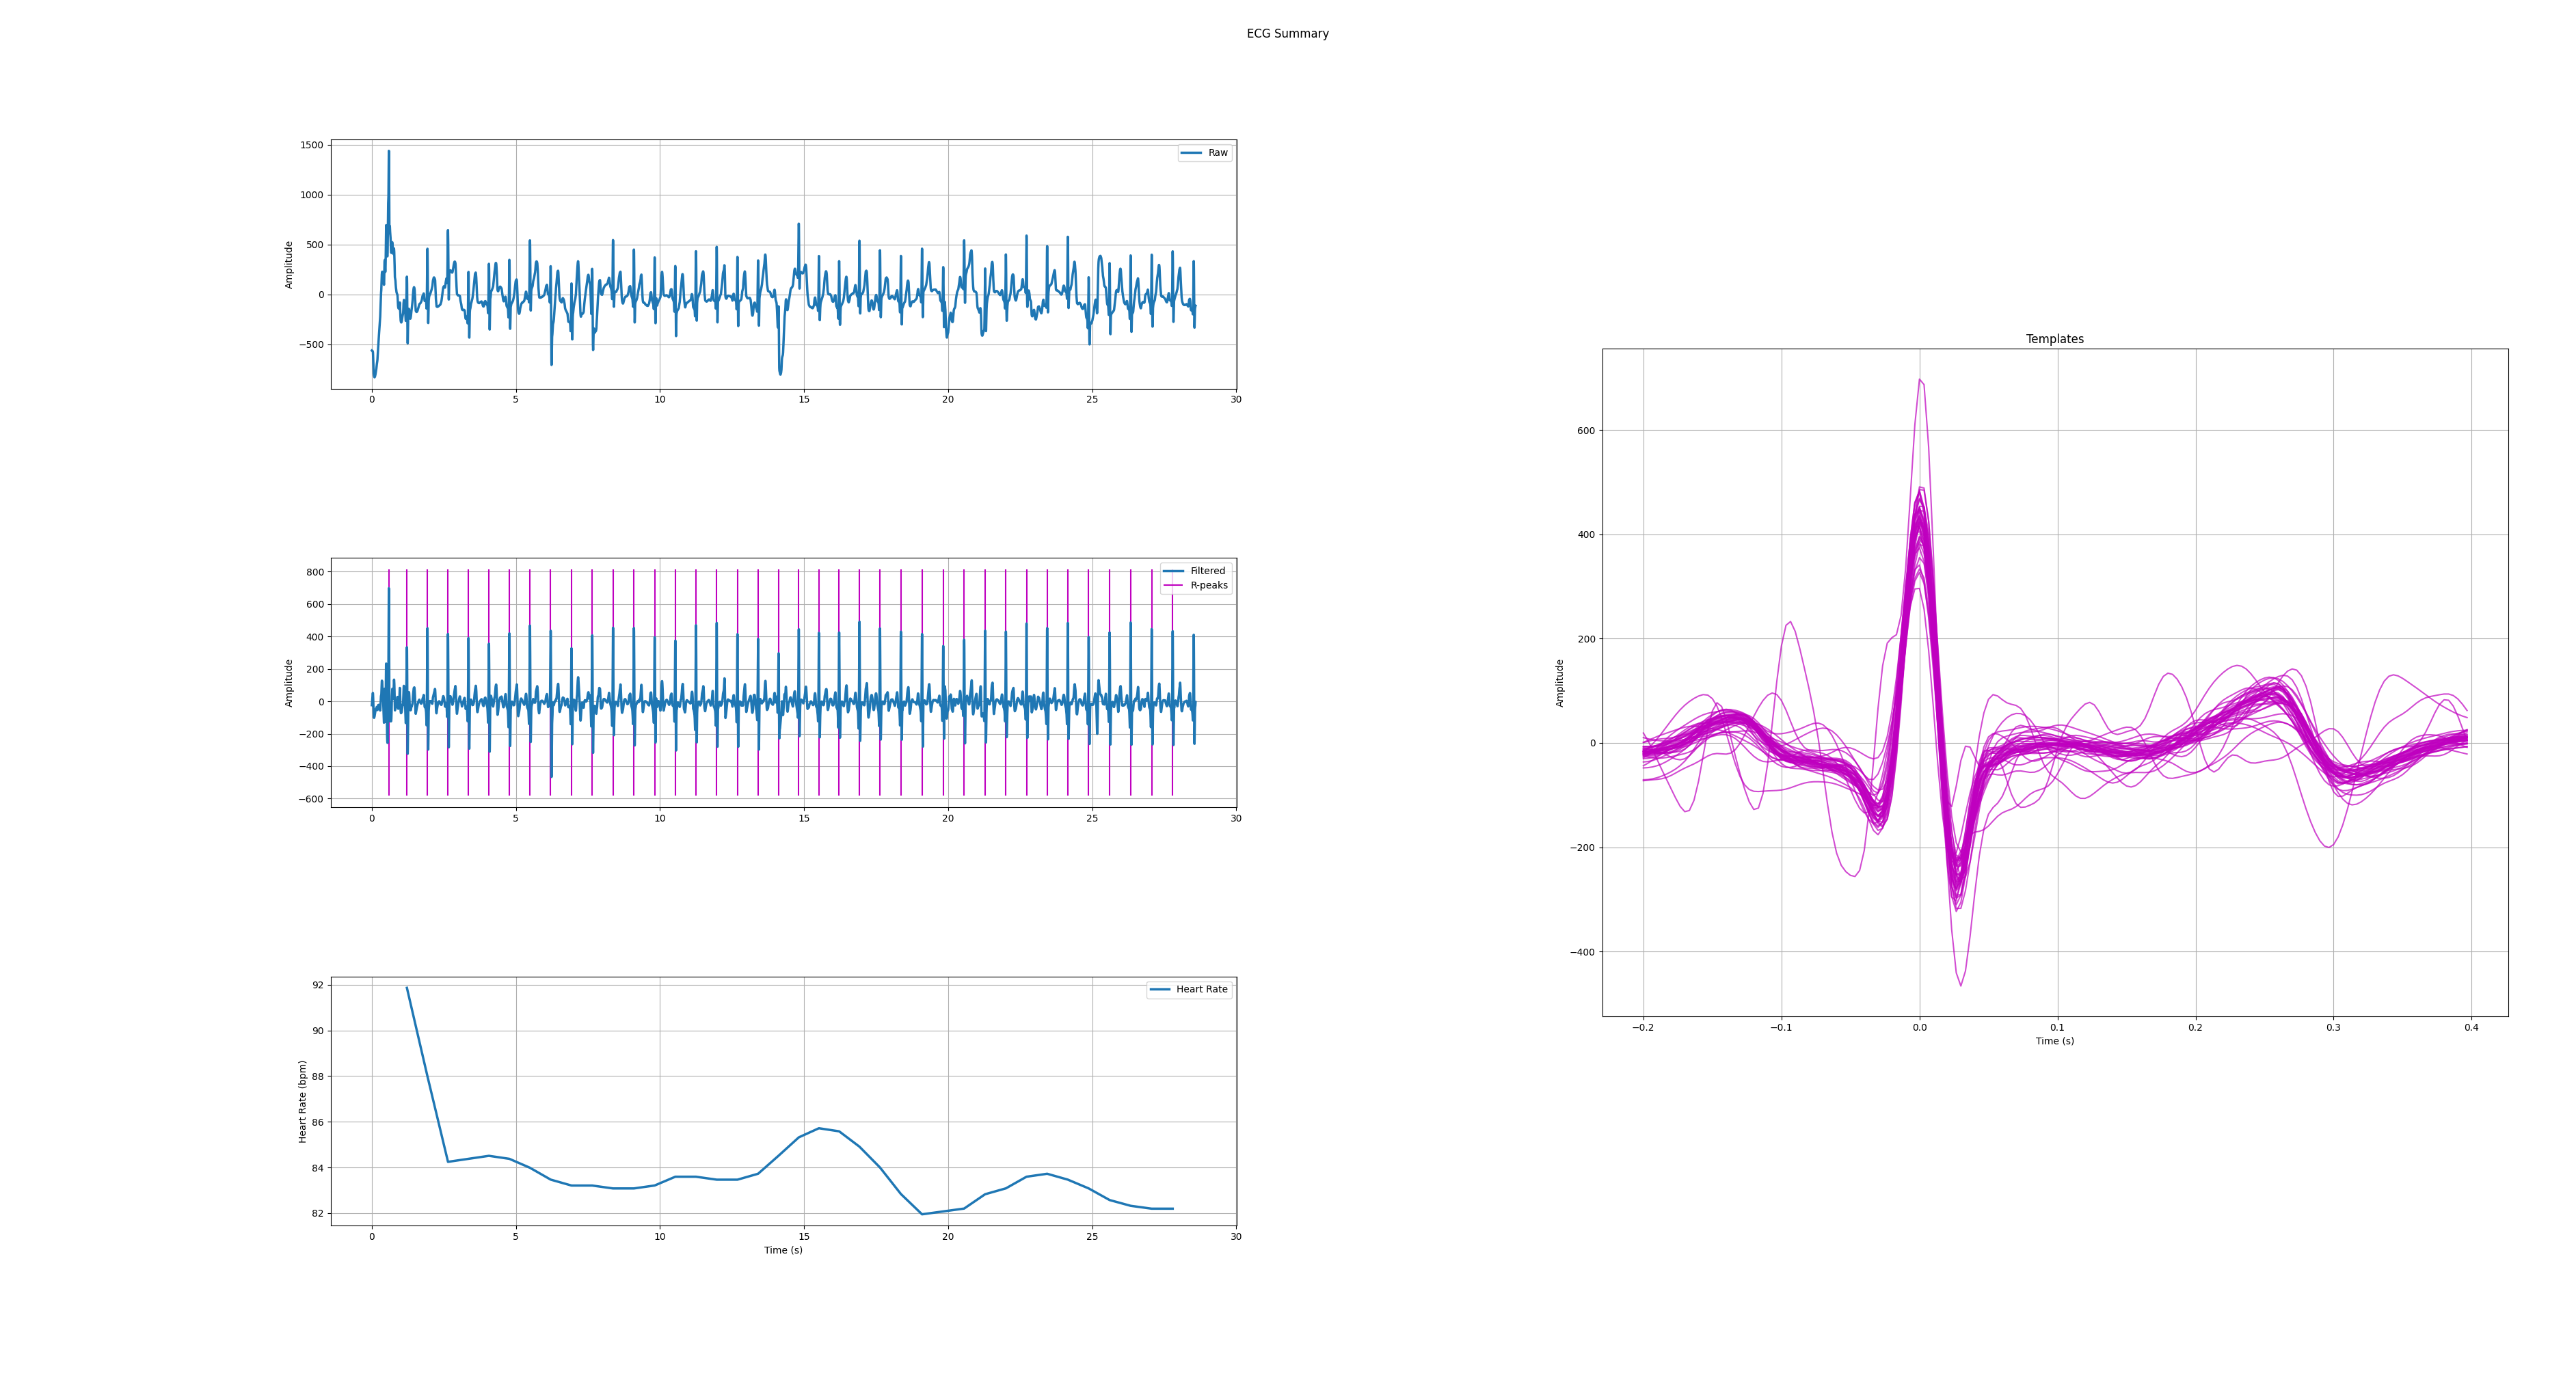 ECG Summary
1500
1000
500
0
−500
Amplitude
Raw
0 5 10 15 20 25 30
800
600
400
200
0
−200
−400
−600
Amplitude
Filtered
R-peaks
0 5 10 15 20 25 30
92
90
88
86
84
82
Heart Rate (bpm)
Heart Rate
0 5 10 15 20 25 30
Time (s)
Templates
600
400
200
0
−200
−400
Amplitude
−0.2 −0.1 0.0 0.1 0.2 0.3 0.4
Time (s)